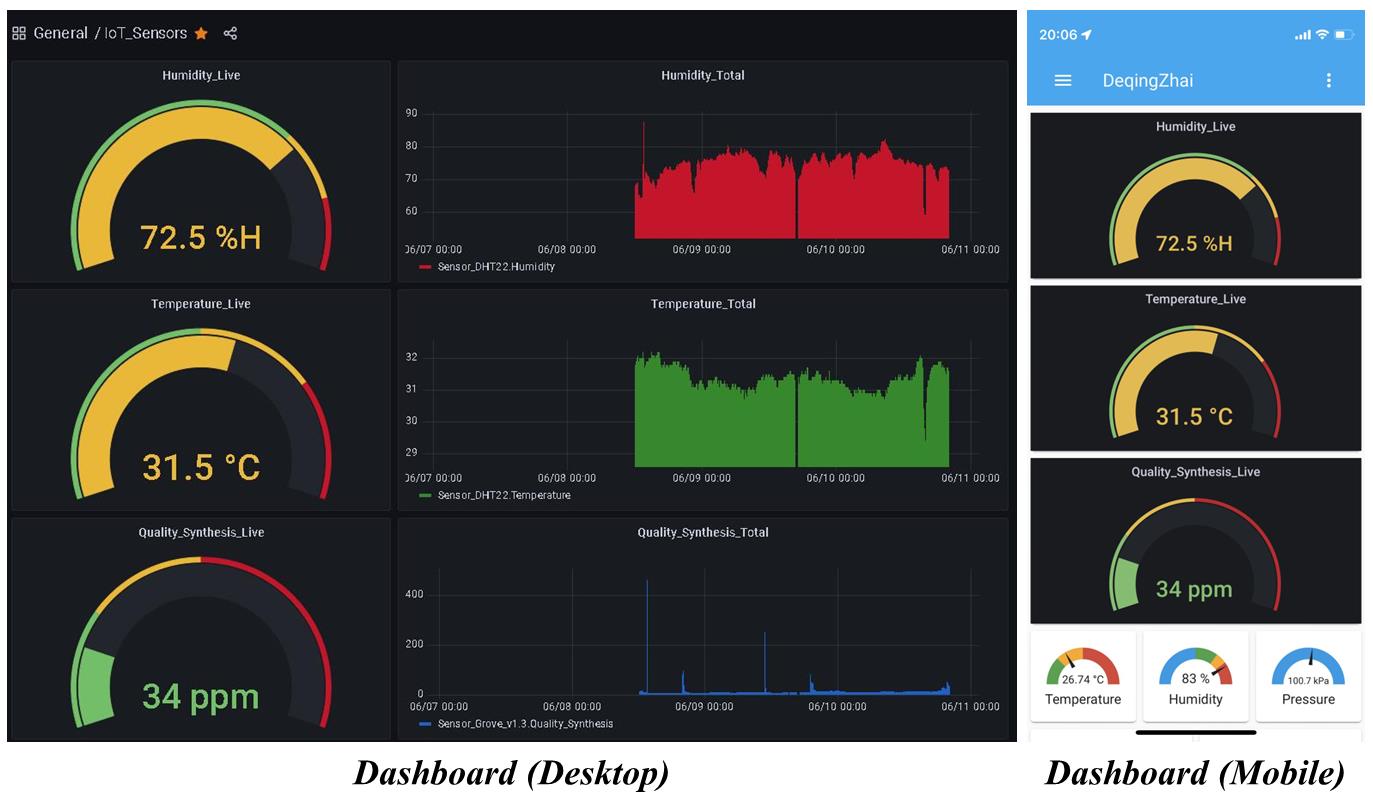 General / IoT_Sensors
Humidity_Live
72.5 %H
Humidity_Total
90
80
70
60
06/07 00:00 06/08 00:00 06/09 00:00 06/10 00:00 06/11 00:00
Sensor_DHT22.Humidity
Temperature_Live
31.5 °C
Temperature_Total
32
31
30
29
06/07 00:00 06/08 00:00 06/09 00:00 06/10 00:00 06/11 00:00
Sensor_DHT22.Temperature
Quality_Synthesis_Live
34 ppm
Quality_Synthesis_Total
400
200
0
06/07 00:00 06/08 00:00 06/09 00:00 06/10 00:00 06/11 00:00
Sensor_Grove_v1.3.Quality_Synthesis
Dashboard (Desktop)
20:06
DeqingZhai
Humidity_Live
72.5 %H
Temperature_Live
31.5 °C
Quality_Synthesis_Live
34 ppm
26.74 °C 83 % 100.7 kPa
Temperature Humidity Pressure
Dashboard (Mobile)